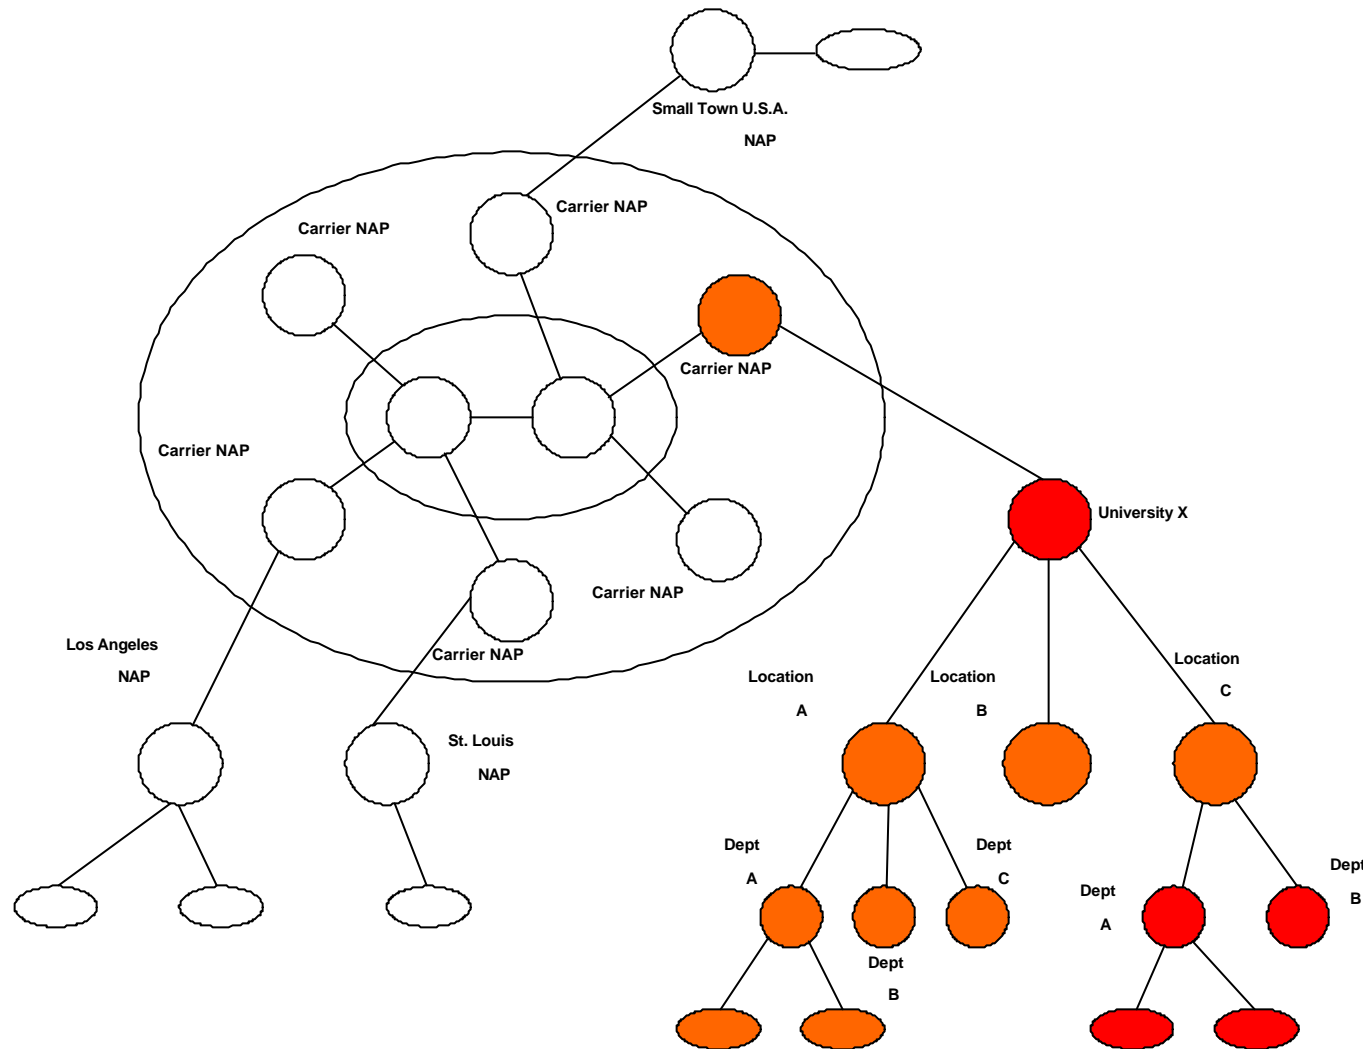 Small Town U.S.A.
NAP
Carrier NAP
Carrier NAP
Carrier NAP
Carrier NAP
University X
Carrier NAP
Los Angeles
NAP
Carrier NAP
Location
C
Location
A
Location
B
St. Louis
NAP
Dept
A
Dept
C
Dept
B
Dept
A
Dept
B